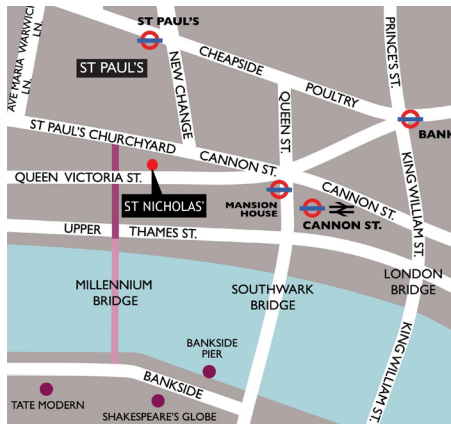 AVE MARIA WARWICK
LN.
LN.
ST PAUL'S
ST PAUL'S
NEW CHANGE
CHEAPSIDE
POULTRY
PRINCE'S ST.
QUEEN ST.
BANK
ST PAUL'S CHURCHYARD
CANNON ST.
QUEEN VICTORIA ST.
ST NICHOLAS'
MANSION
HOUSE
CANNON ST.
CANNON ST.
KING WILLIAM ST.
UPPER THAMES ST.
MILLENNIUM
BRIDGE
SOUTHWARK
BRIDGE
LONDON
BRIDGE
KING WILLIAM ST.
BANKSIDE
PIER
BANKSIDE
TATE MODERN
SHAKESPEARE'S GLOBE